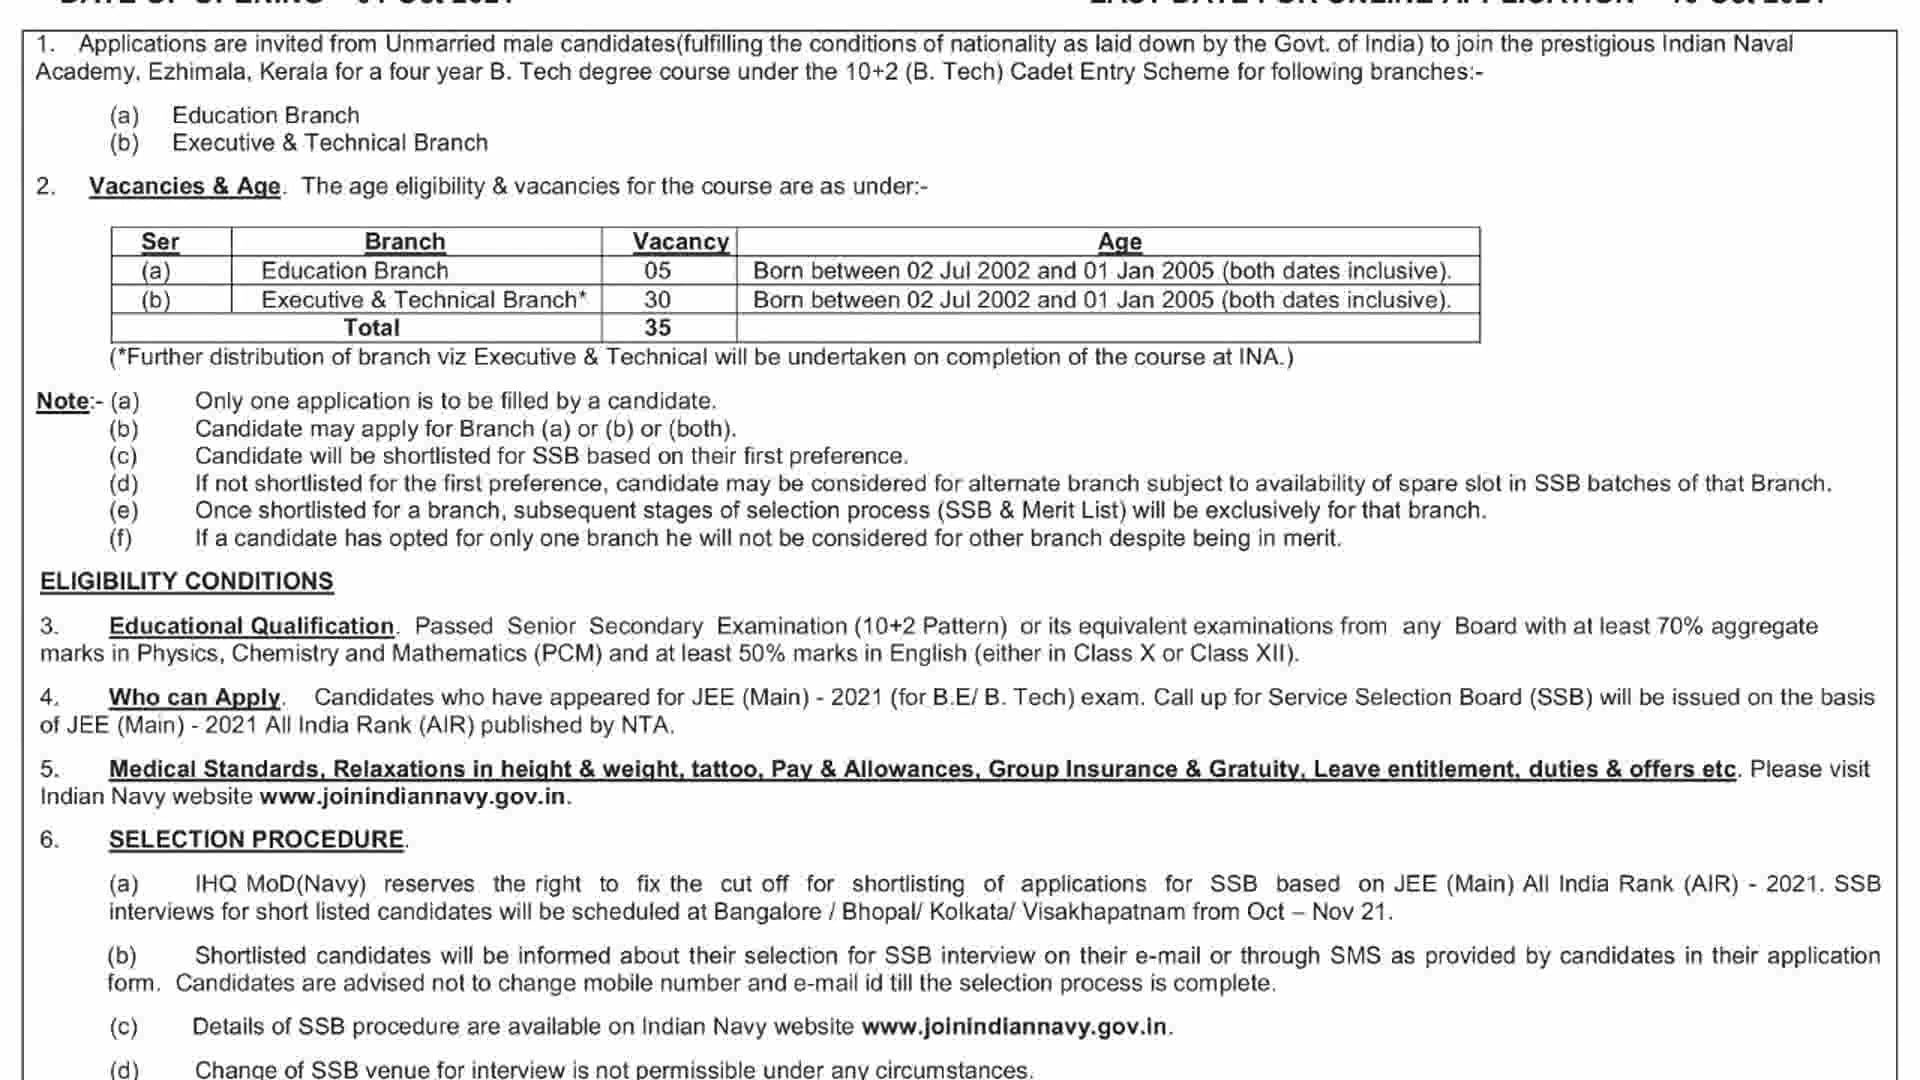 DATE OF OPENING – 01 Oct 2021 LAST DATE FOR ONLINE APPLICATION – 10 Oct 2021
1. Applications are invited from Unmarried male candidates(fulfilling the conditions of nationality as laid down by the Govt. of India) to join the prestigious Indian Naval
Academy, Ezhimala, Kerala for a four year B. Tech degree course under the 10+2 (B. Tech) Cadet Entry Scheme for following branches:-
(a) Education Branch
(b) Executive & Technical Branch
2. Vacancies & Age. The age eligibility & vacancies for the course are as under:-
Ser Branch Vacancy Age
(a) Education Branch 05 Born between 02 Jul 2002 and 01 Jan 2005 (both dates inclusive).
(b) Executive & Technical Branch* 30 Born between 02 Jul 2002 and 01 Jan 2005 (both dates inclusive).
Total 35
(*Further distribution of branch viz Executive & Technical will be undertaken on completion of the course at INA.)
Note:- (a) Only one application is to be filled by a candidate.
(b) Candidate may apply for Branch (a) or (b) or (both).
(c) Candidate will be shortlisted for SSB based on their first preference.
(d) If not shortlisted for the first preference, candidate may be considered for alternate branch subject to availability of spare slot in SSB batches of that Branch.
(e) Once shortlisted for a branch, subsequent stages of selection process (SSB & Merit List) will be exclusively for that branch.
(f) If a candidate has opted for only one branch he will not be considered for other branch despite being in merit.
ELIGIBILITY CONDITIONS
3. Educational Qualification. Passed Senior Secondary Examination (10+2 Pattern) or its equivalent examinations from any Board with at least 70% aggregate
marks in Physics, Chemistry and Mathematics (PCM) and at least 50% marks in English (either in Class X or Class XII).
4. Who can Apply. Candidates who have appeared for JEE (Main) - 2021 (for B.E/ B. Tech) exam. Call up for Service Selection Board (SSB) will be issued on the basis
of JEE (Main) - 2021 All India Rank (AIR) published by NTA.
5. Medical Standards, Relaxations in height & weight, tattoo, Pay & Allowances, Group Insurance & Gratuity, Leave entitlement, duties & offers etc. Please visit
Indian Navy website www.joinindiannavy.gov.in.
6. SELECTION PROCEDURE.
(a) IHQ MoD(Navy) reserves the right to fix the cut off for shortlisting of applications for SSB based on JEE (Main) All India Rank (AIR) - 2021. SSB
interviews for short listed candidates will be scheduled at Bangalore / Bhopal/ Kolkata/ Visakhapatnam from Oct – Nov 21.
(b) Shortlisted candidates will be informed about their selection for SSB interview on their e-mail or through SMS as provided by candidates in their application
form. Candidates are advised not to change mobile number and e-mail id till the selection process is complete.
(c) Details of SSB procedure are available on Indian Navy website www.joinindiannavy.gov.in.
(d) Change of SSB venue for interview is not permissible under any circumstances.